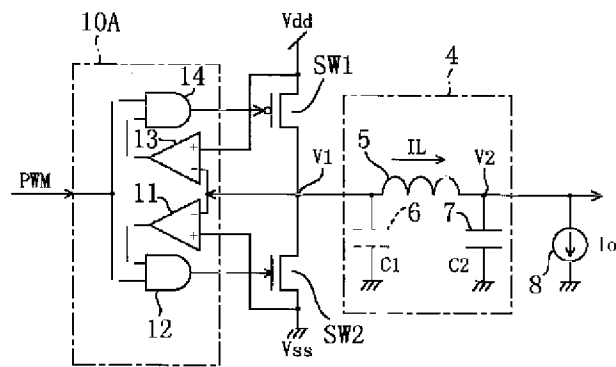 10A
Vdd
14
SW1
4
13
5
IL
V1
V2
PWM
11
6
7
C1
C2
8
Io
12
SW2
Vss
+
-
-
+